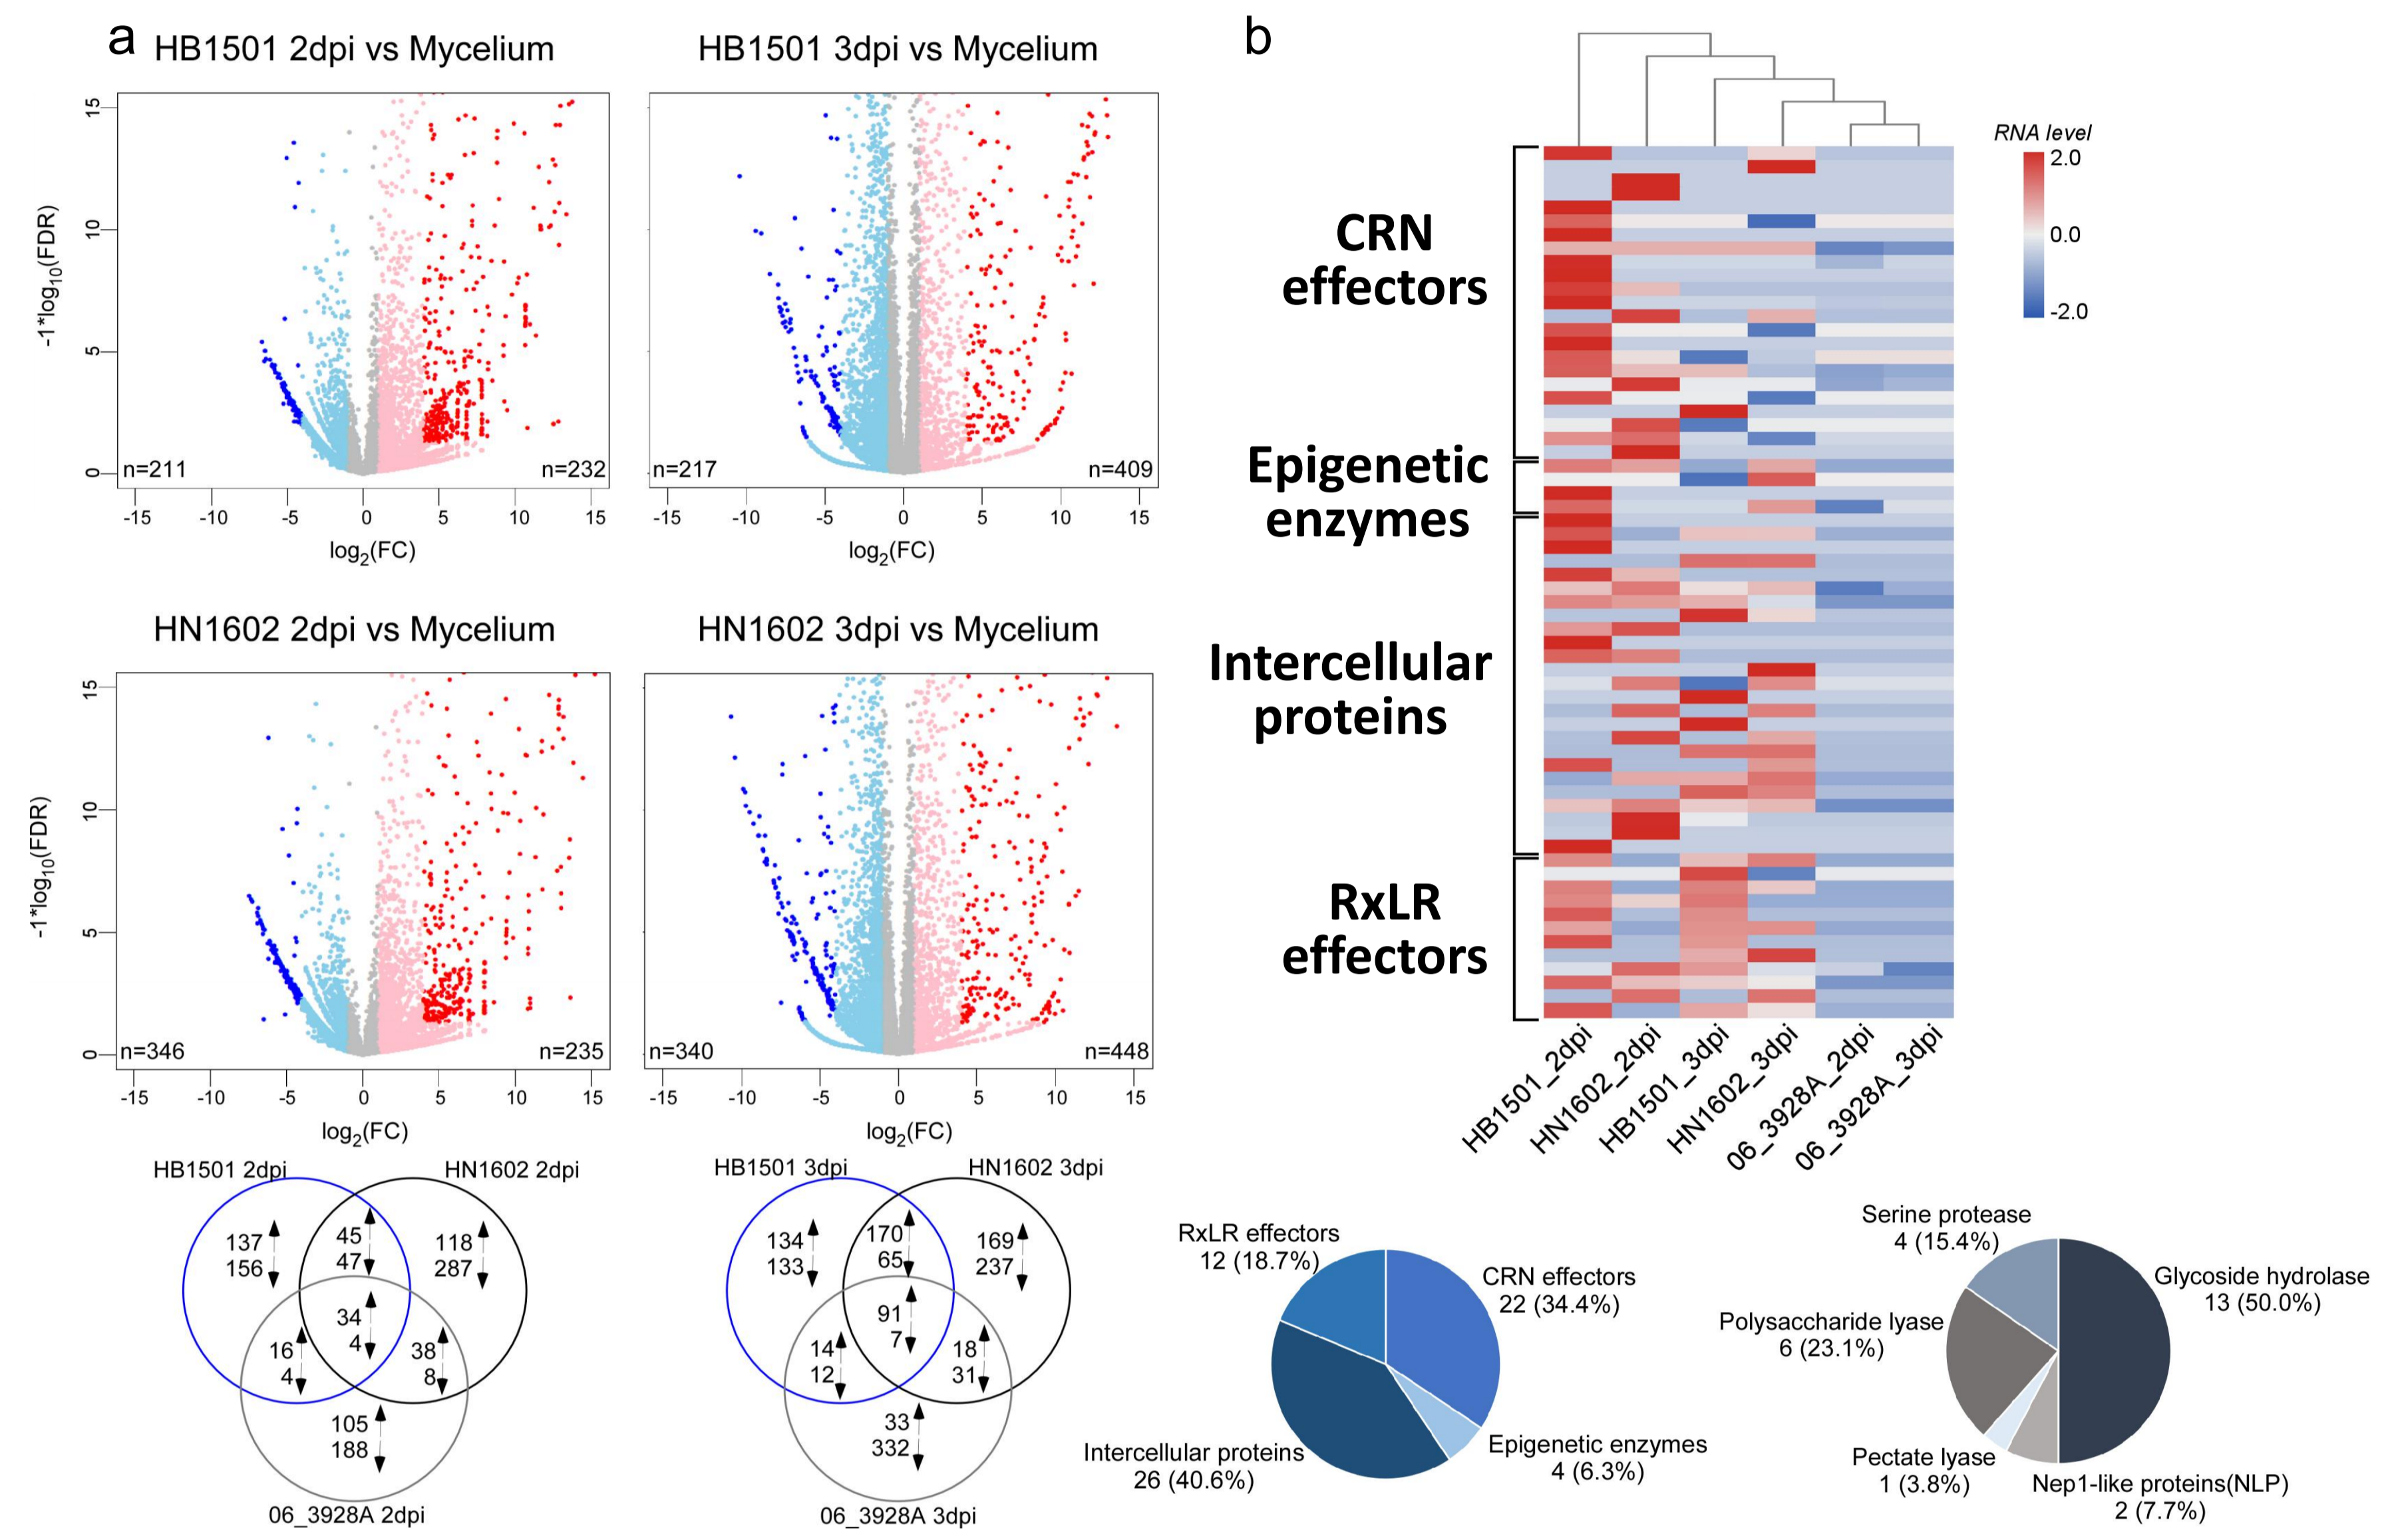 a
HB1501 2dpi vs Mycelium
HB1501 3dpi vs Mycelium
-1*log10(FDR)
15
10
5
0
n=211
n=232
n=217
n=409
-15 -10 -5 0 5 10 15
-15 -10 -5 0 5 10 15
log2(FC)
log2(FC)
HN1602 2dpi vs Mycelium
HN1602 3dpi vs Mycelium
-1*log10(FDR)
15
10
5
0
n=346
n=235
n=340
n=448
-15 -10 -5 0 5 10 15
-15 -10 -5 0 5 10 15
log2(FC)
log2(FC)
HB1501 2dpi
HN1602 2dpi
137
156
45
47
118
287
34
4
16
4
38
8
105
188
06_3928A 2dpi
HB1501 3dpi
HN1602 3dpi
134
133
170
65
169
237
91
7
14
12
18
31
33
332
06_3928A 3dpi
b
RNA level
2.0
0.0
-2.0
CRN
effectors
Epigenetic
enzymes
Intercellular
proteins
RxLR
effectors
HB1501_2dpi
HN1602_2dpi
HB1501_3dpi
HN1602_3dpi
06_3928A_2dpi
06_3928A_3dpi
RxLR effectors
12 (18.7%)
CRN effectors
22 (34.4%)
Intercellular proteins
26 (40.6%)
Epigenetic enzymes
4 (6.3%)
Serine protease
4 (15.4%)
Glycoside hydrolase
13 (50.0%)
Polysaccharide lyase
6 (23.1%)
Pectate lyase
1 (3.8%)
Nep1-like proteins(NLP)
2 (7.7%)